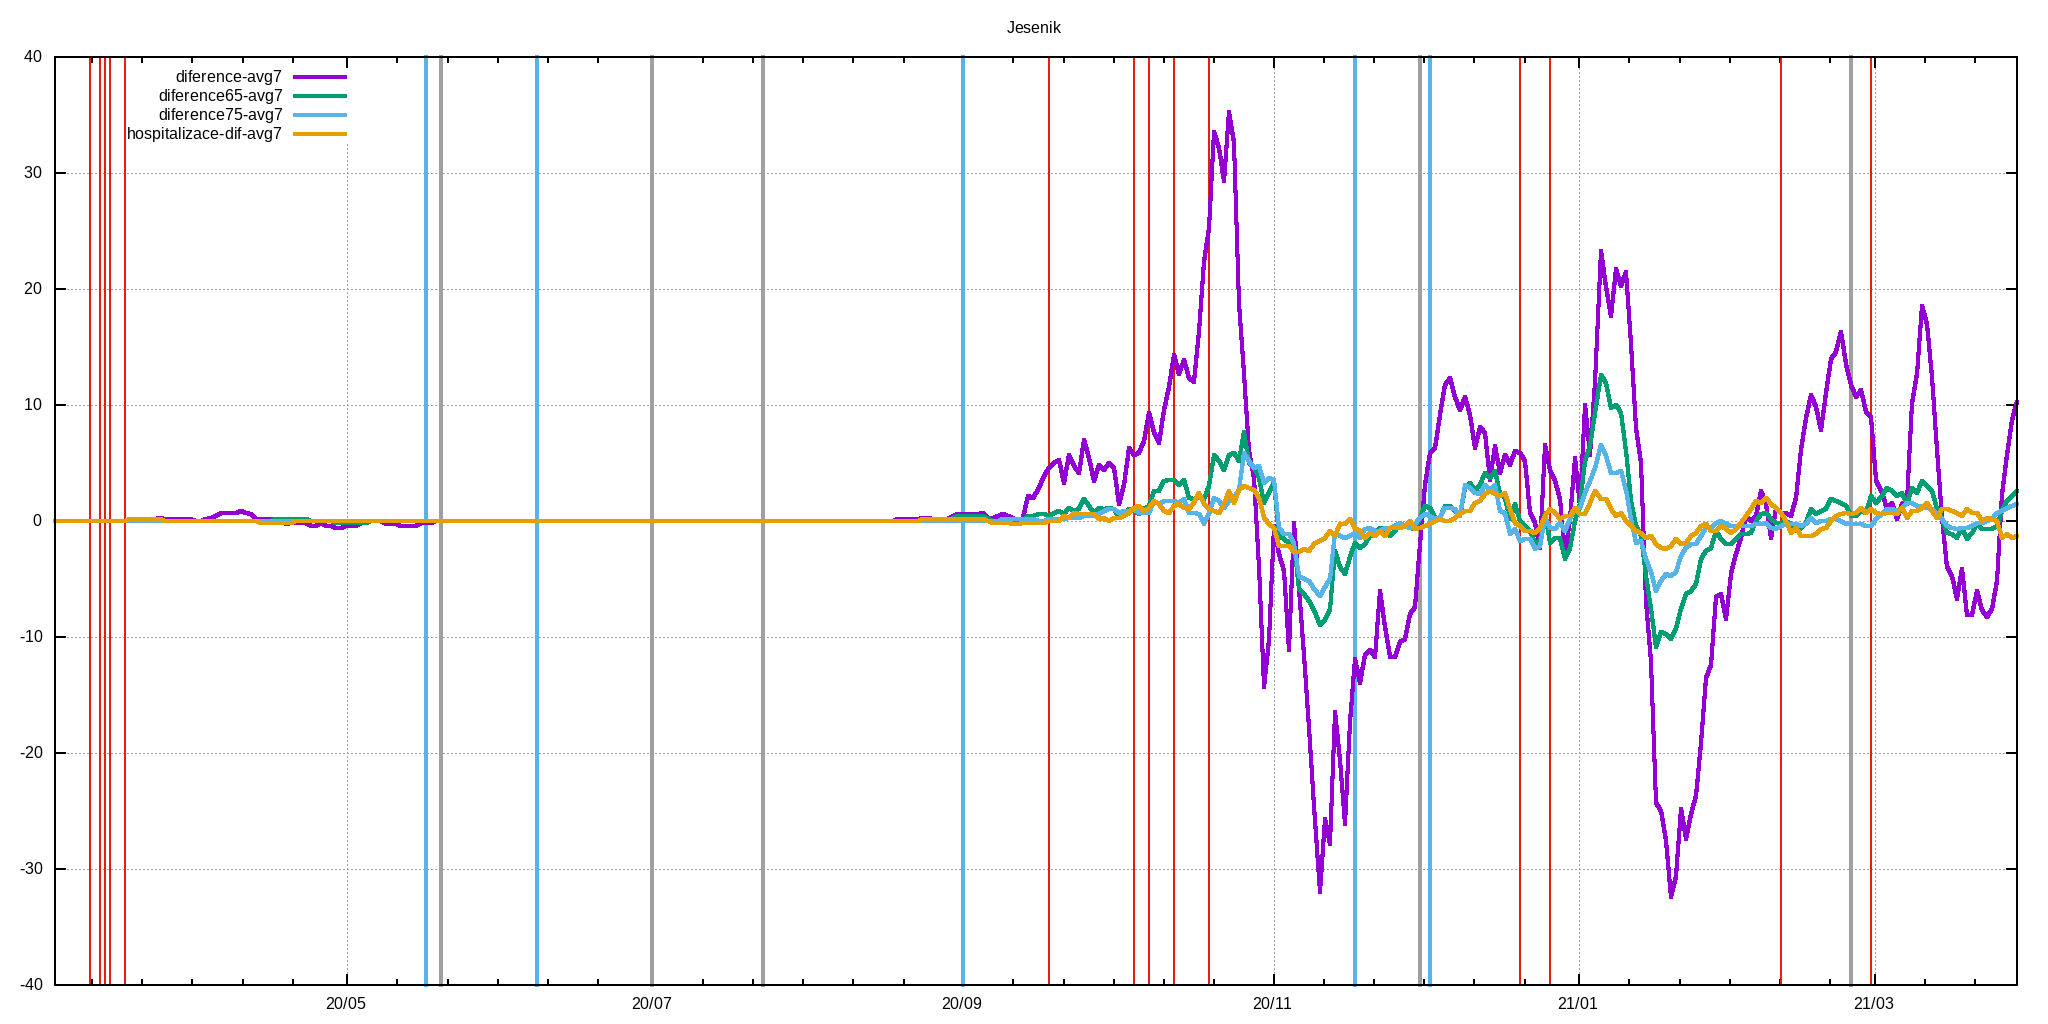 Jesenik
40
diference-avg7
diference65-avg7
diference75-avg7
hospitalizace-dif-avg7
30
20
10
0
-10
-20
-30
-40
20/05 20/07 20/09 20/11 21/01 21/03